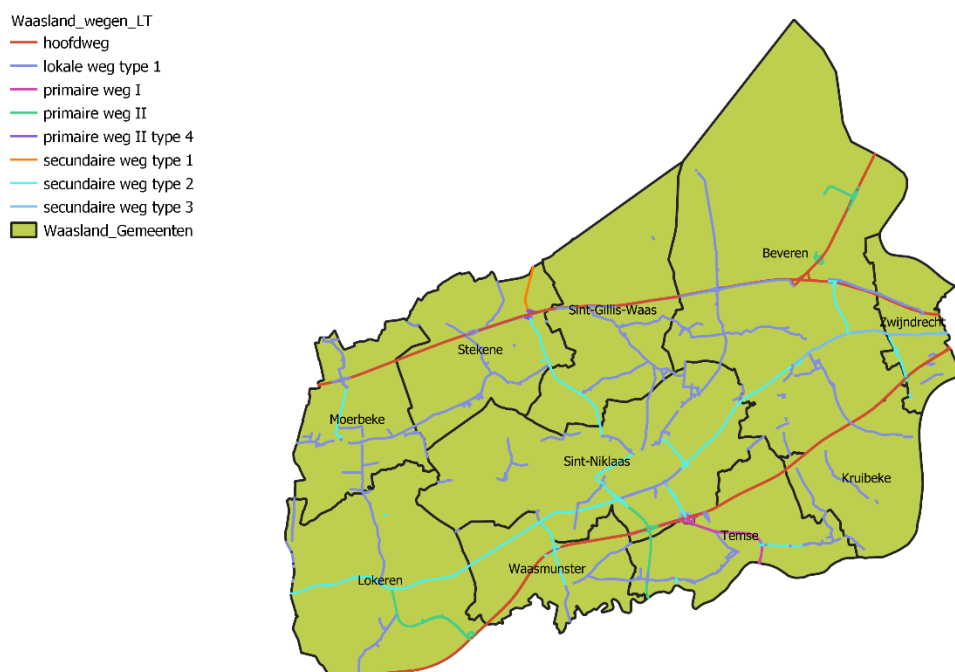 Waasland_wegen_LT
hoofdweg
lokale weg type 1
primaire weg I
primaire weg II
primaire weg II type 4
secundaire weg type 1
secundaire weg type 2
secundaire weg type 3
Waasland_Gemeenten
Beveren
Sint-Gillis-Waas
Zwijndrecht
Stekene
Moerbeke
Sint-Niklaas
Kruibeke
Temse
Waasmunster
Lokeren